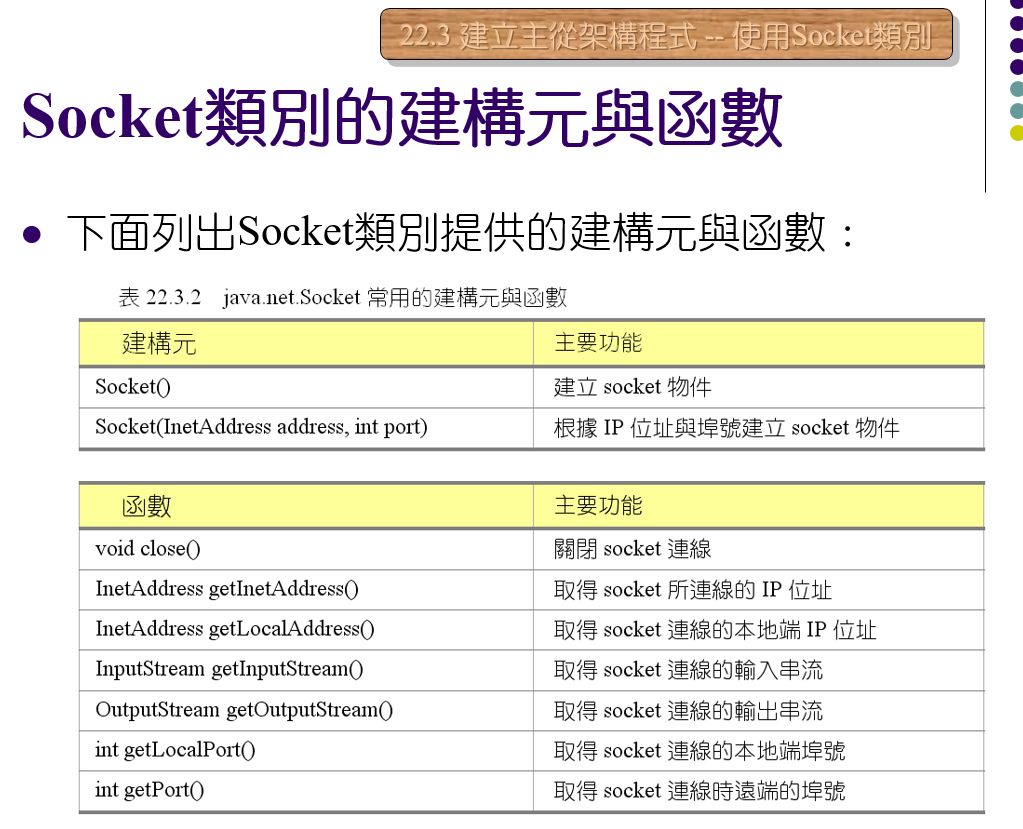 22.3 建立主從架構程式 -- 使用Socket類別
Socket類別的建構元與函數
下面列出Socket類別提供的建構元與函數：
表 22.3.2 java.net.Socket 常用的建構元與函數
建構元 主要功能
Socket() 建立 socket 物件
Socket(InetAddress address, int port) 根據 IP 位址與埠號建立 socket 物件
函數 主要功能
void close() 關閉 socket 連線
InetAddress getInetAddress() 取得 socket 所連線的 IP 位址
InetAddress getLocalAddress() 取得 socket 連線的本地端 IP 位址
InputStream getInputStream() 取得 socket 連線的輸入串流
OutputStream getOutputStream() 取得 socket 連線的輸出串流
int getLocalPort() 取得 socket 連線的本地端埠號
int getPort() 取得 socket 連線時遠端的埠號